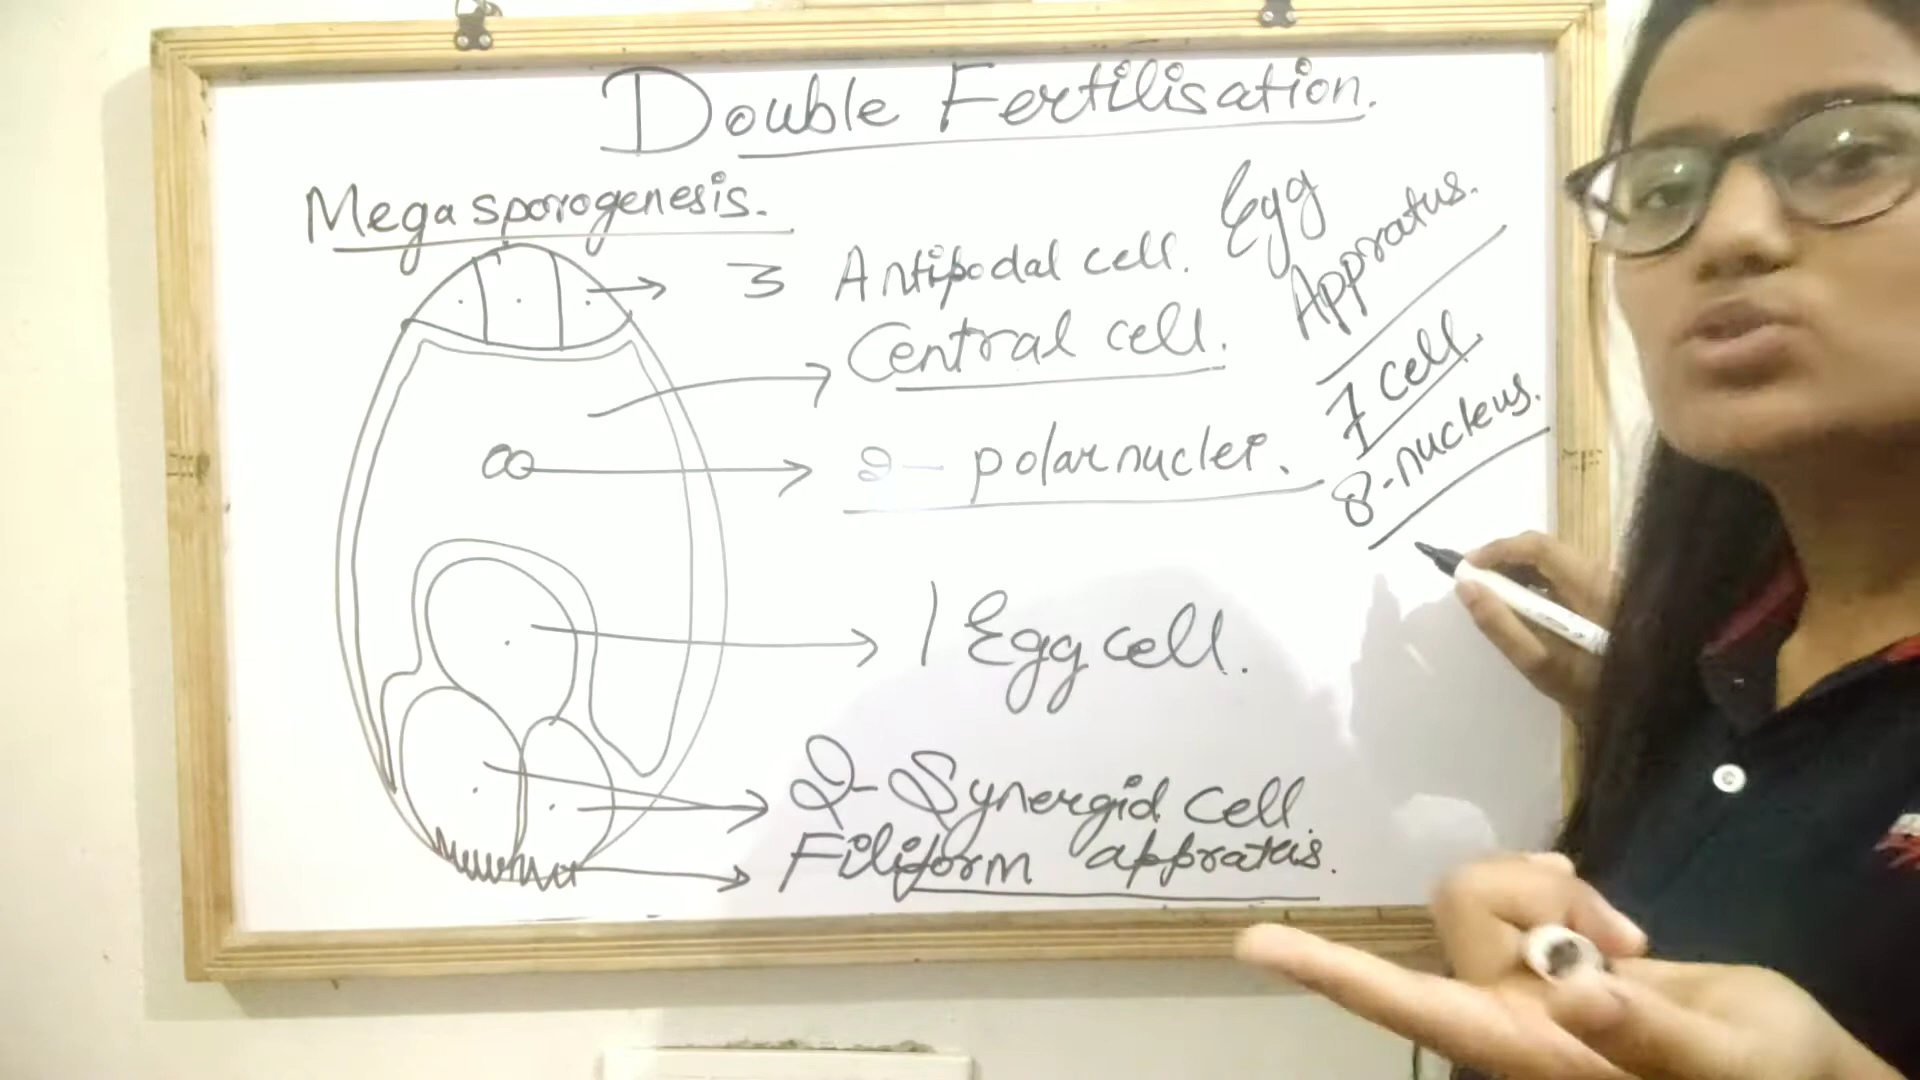 Double Fertilisation.
Megasporogenesis.
3 Antipodal cell.
Central cell.
2- polar nuclei.
1 Egg cell.
2-Synergid cell.
Filiform appratus.
Egg
Appratus.
7 cell
8-nucleus.